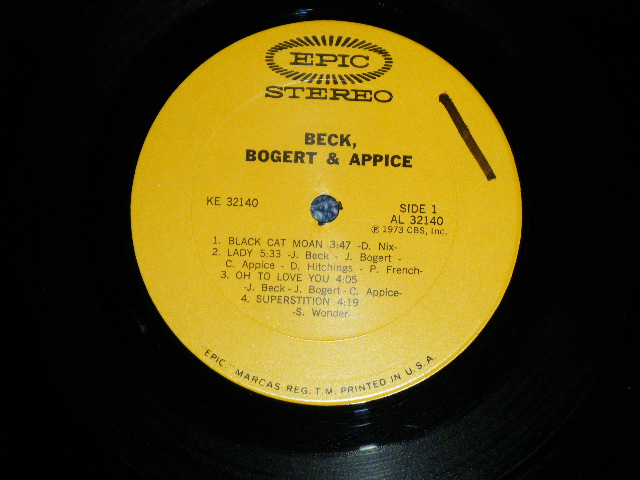 EPIC
STEREO
BECK,
BOGERT & APPICE
KE 32140
SIDE 1
AL 32140
℗ 1973 CBS, Inc.
1. BLACK CAT MOAN 3:47 -D. Nix-
2. LADY 5:33 -J. Beck - J. Bogert -
C. Appice - D. Hitchings - P. French-
3. OH TO LOVE YOU 4:05
-J. Beck-J. Bogert-C. Appice-
4. SUPERSTITION 4:19
-S. Wonder-
"EPIC," MARCAS REG. T.M. PRINTED IN U.S.A.